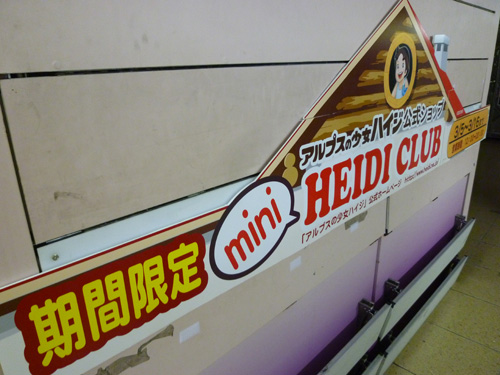 アルプスの少女ハイジ公式ショップ
HEIDI CLUB
mini
「アルプスの少女ハイジ」公式ホームページ
期間限定